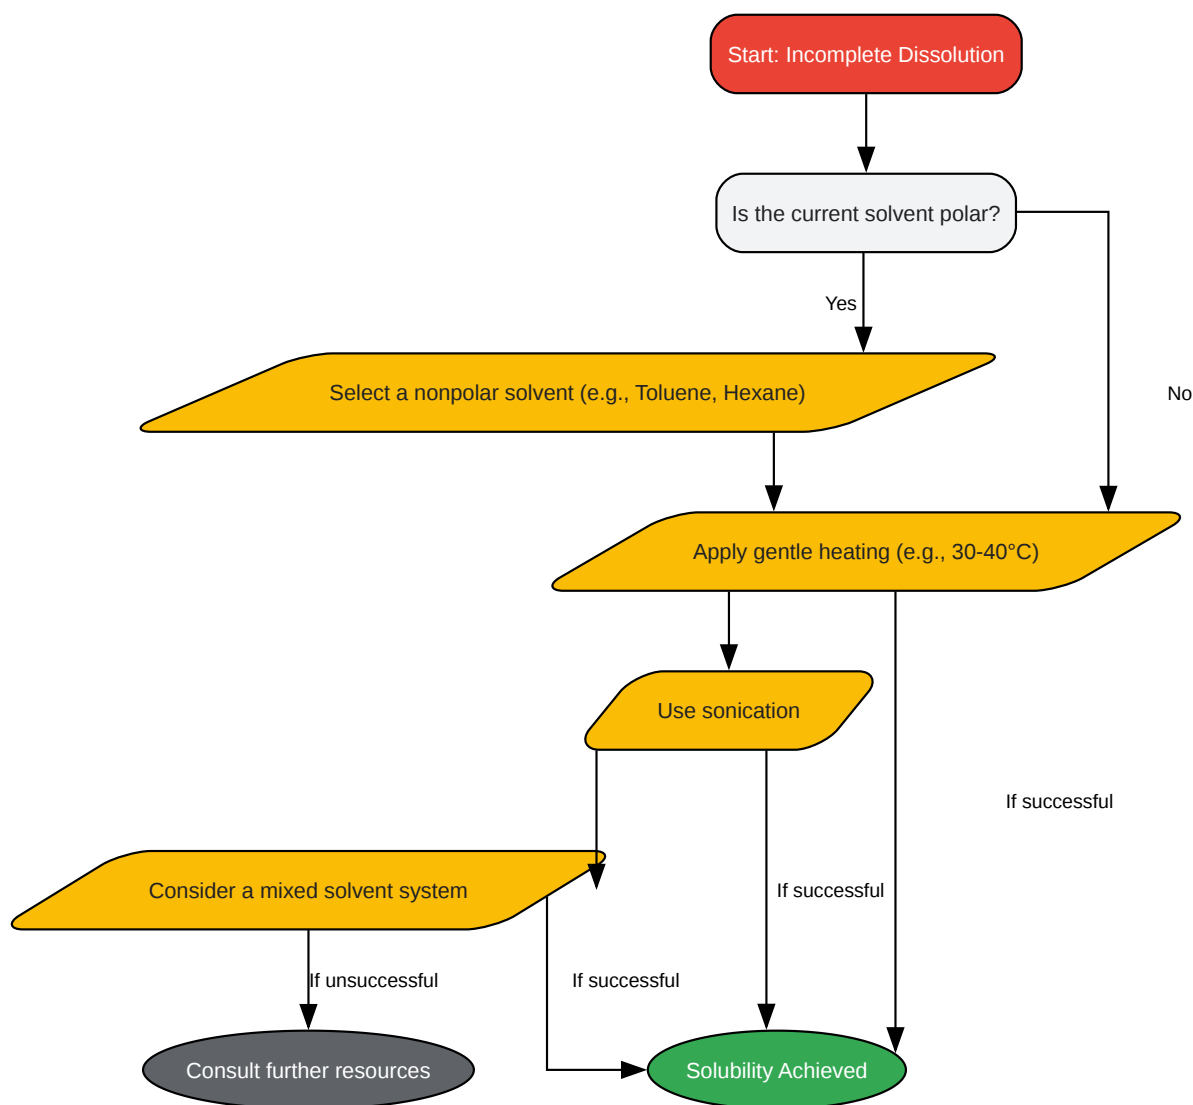 Start: Incomplete Dissolution
Is the current solvent polar?
Yes
Select a nonpolar solvent (e.g., Toluene, Hexane)
No
Apply gentle heating (e.g., 30-40°C)
Use sonication
If successful
Consider a mixed solvent system
If successful
If unsuccessful
If successful
Consult further resources
Solubility Achieved